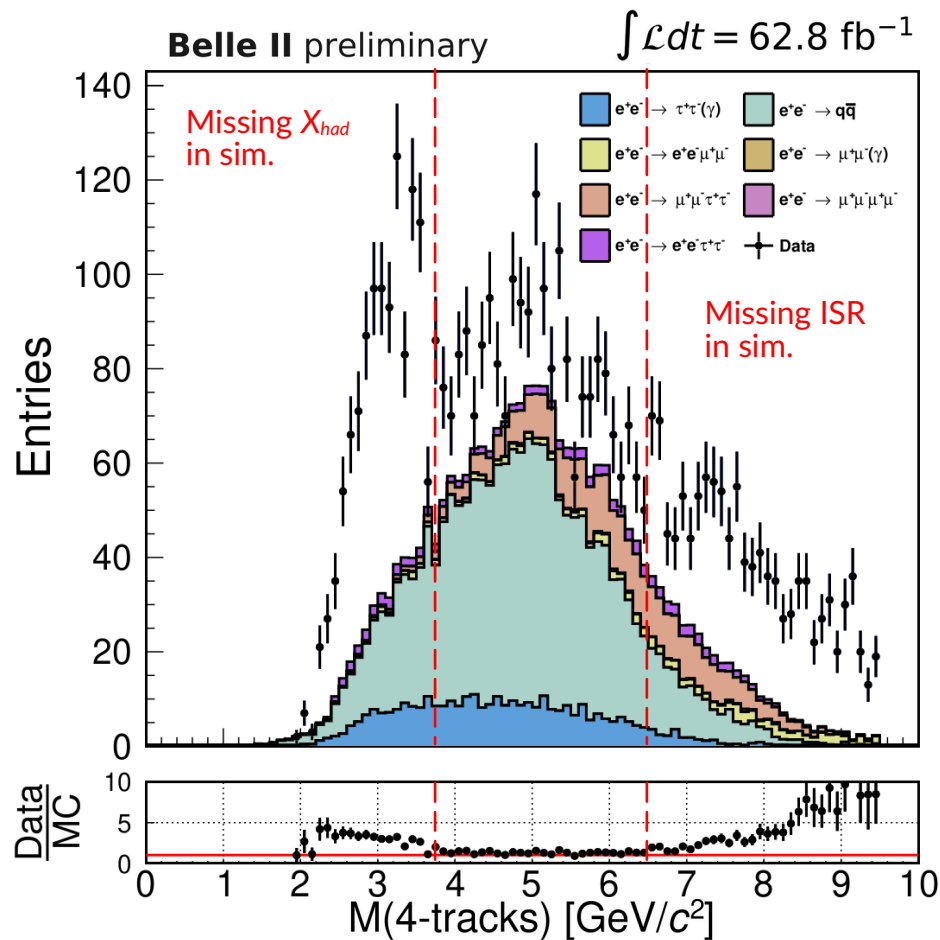 Belle II preliminary
∫ℒdt = 62.8 fb⁻¹
Missing X_had
in sim.
e⁺e⁻ → τ⁺τ⁻(γ)
e⁺e⁻ → qq̅
e⁺e⁻ → e⁺e⁻μ⁺μ⁻
e⁺e⁻ → μ⁺μ⁻(γ)
e⁺e⁻ → μ⁺μ⁻τ⁺τ⁻
e⁺e⁻ → μ⁺μ⁻μ⁺μ⁻
e⁺e⁻ → e⁺e⁻τ⁺τ⁻
Data
Missing ISR
in sim.
Entries
140
120
100
80
60
40
20
0
Data
MC
10
5
0
0 1 2 3 4 5 6 7 8 9 10
M(4-tracks) [GeV/c²]